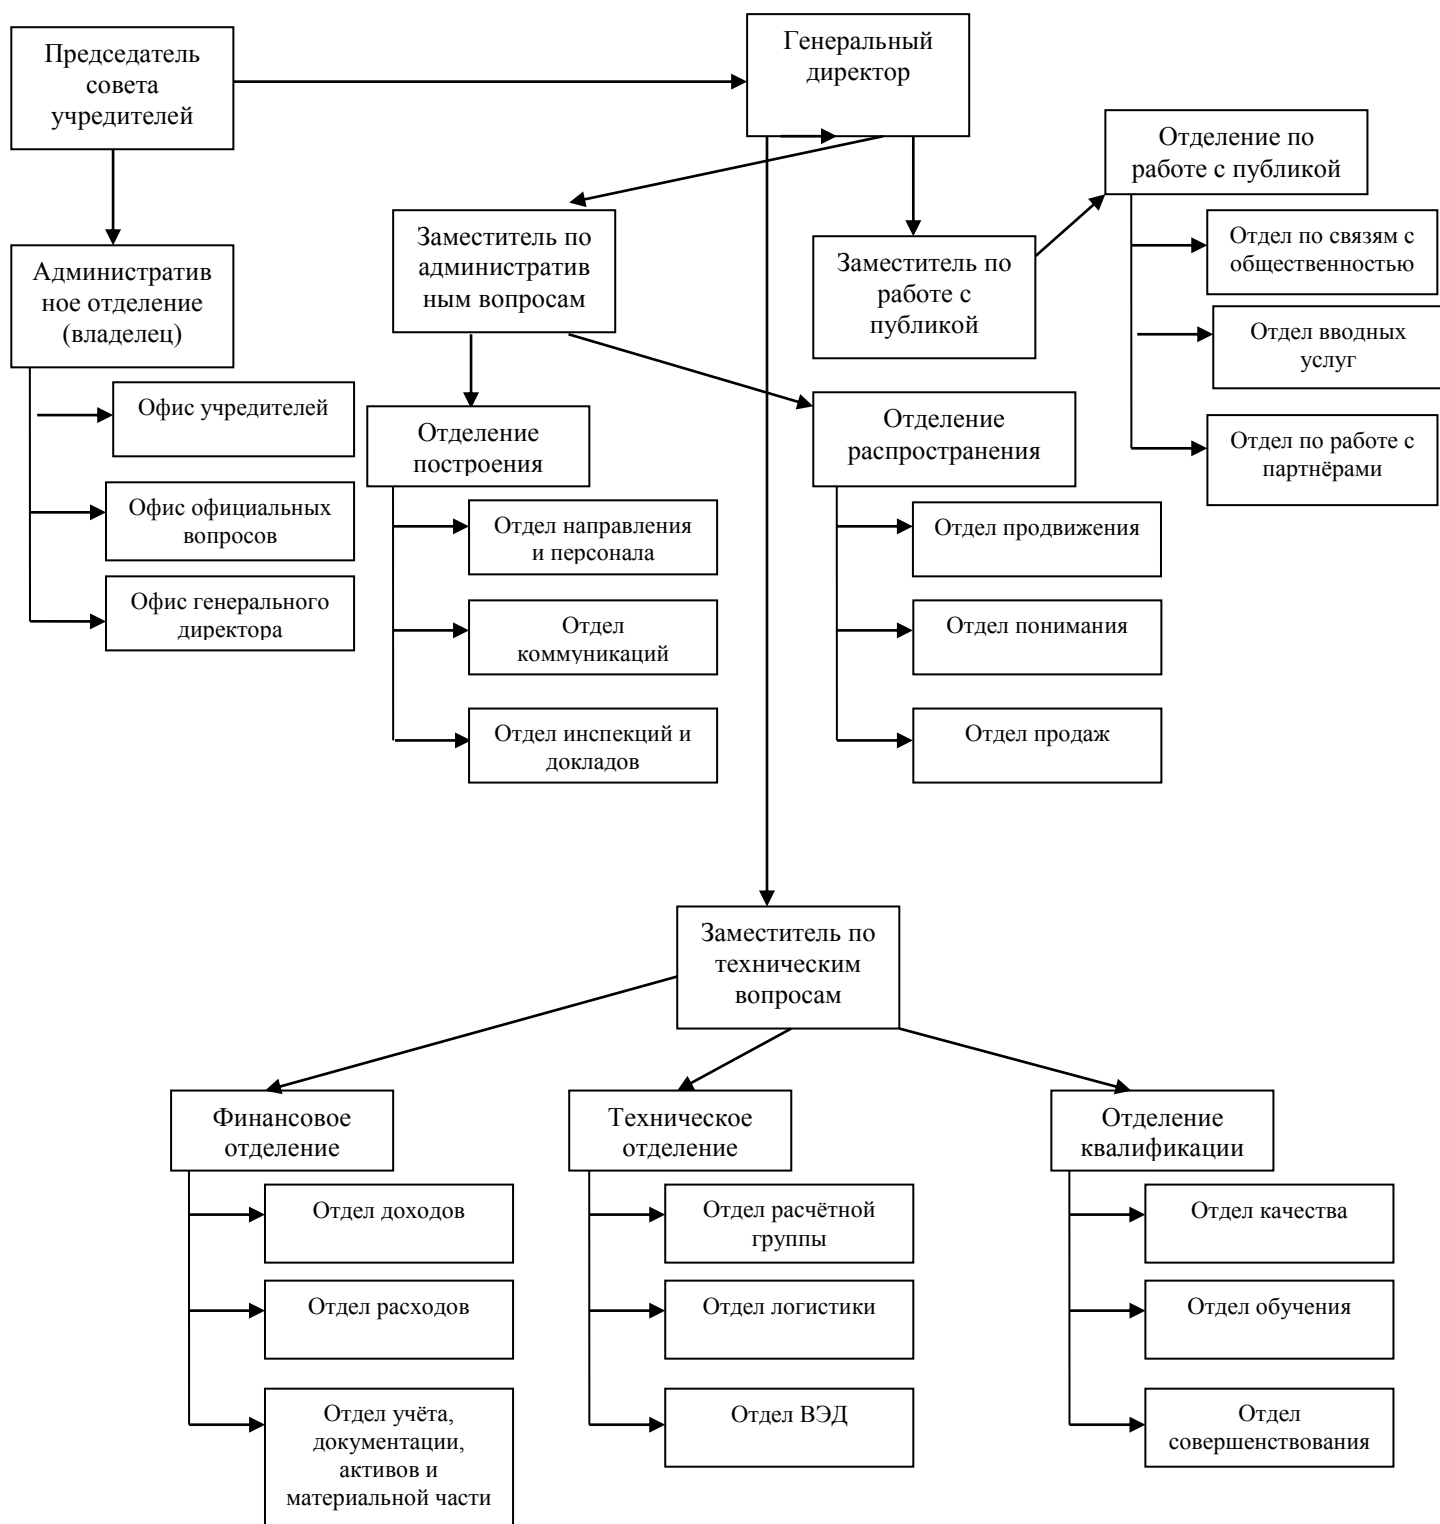 Председатель
совета
учредителей
Генеральный
директор
Отделение по
работе с публикой
Заместитель по
административ
ным вопросам
Заместитель по
работе с
публикой
Отдел по связям с
общественностью
Отдел вводных
услуг
Отдел по работе с
партнёрами
Административ
ное отделение
(владелец)
Офис учредителей
Офис официальных
вопросов
Офис генерального
директора
Отделение
построения
Отдел направления
и персонала
Отдел
коммуникаций
Отдел инспекций и
докладов
Отделение
распространения
Отдел продвижения
Отдел понимания
Отдел продаж
Заместитель по
техническим
вопросам
Финансовое
отделение
Отдел доходов
Отдел расходов
Отдел учёта,
документации,
активов и
материальной части
Техническое
отделение
Отдел расчётной
группы
Отдел логистики
Отдел ВЭД
Отделение
квалификации
Отдел качества
Отдел обучения
Отдел
совершенствования